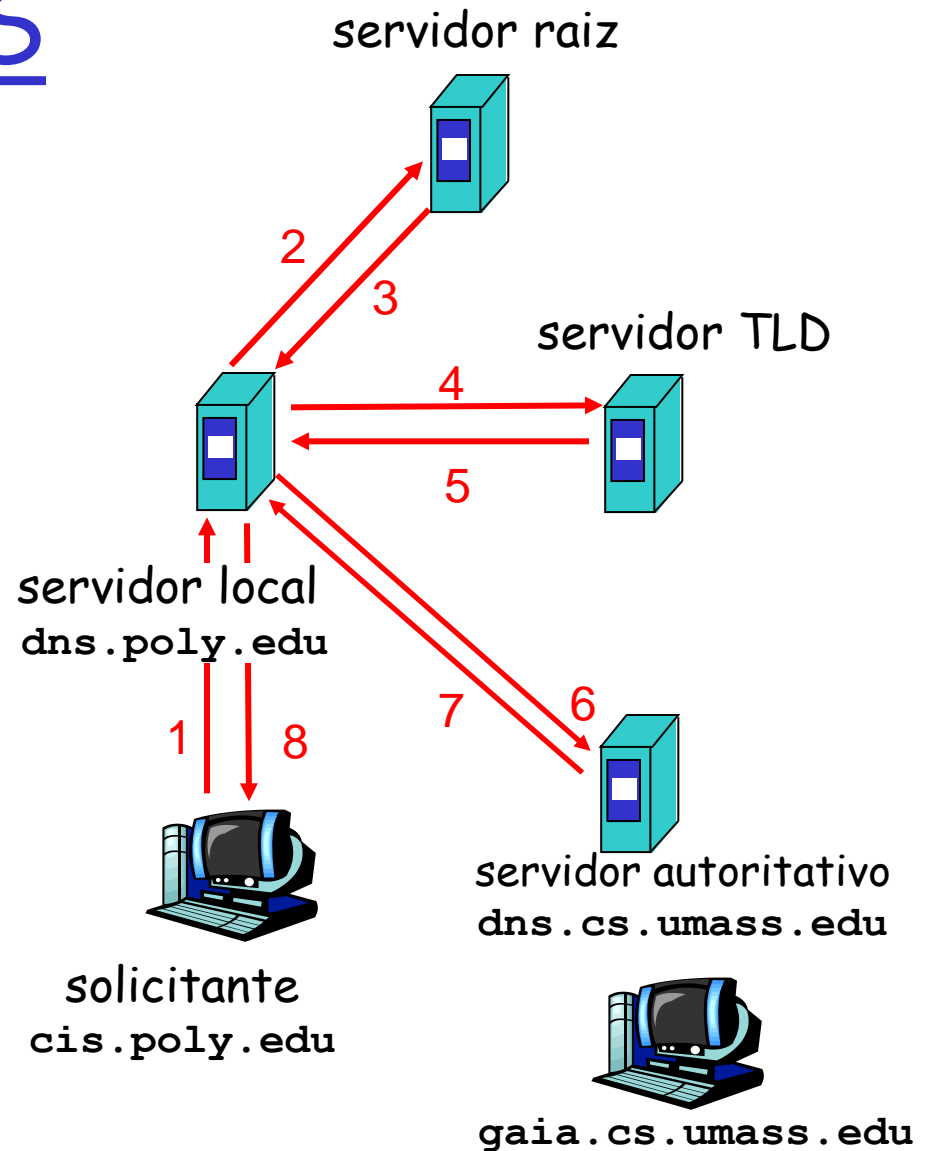 S
servidor raiz
2
3
servidor TLD
4
5
servidor local
dns.poly.edu
7
6
1
8
servidor autoritativo
dns.cs.umass.edu
solicitante
cis.poly.edu
gaia.cs.umass.edu